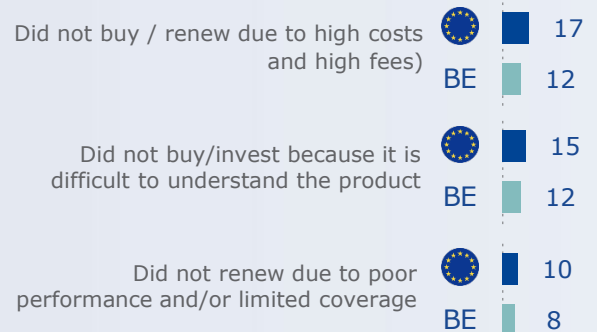 Did not buy / renew due to high costs
and high fees)
17
BE 12
Did not buy/invest because it is
difficult to understand the product
15
BE 12
Did not renew due to poor
performance and/or limited coverage
10
BE 8